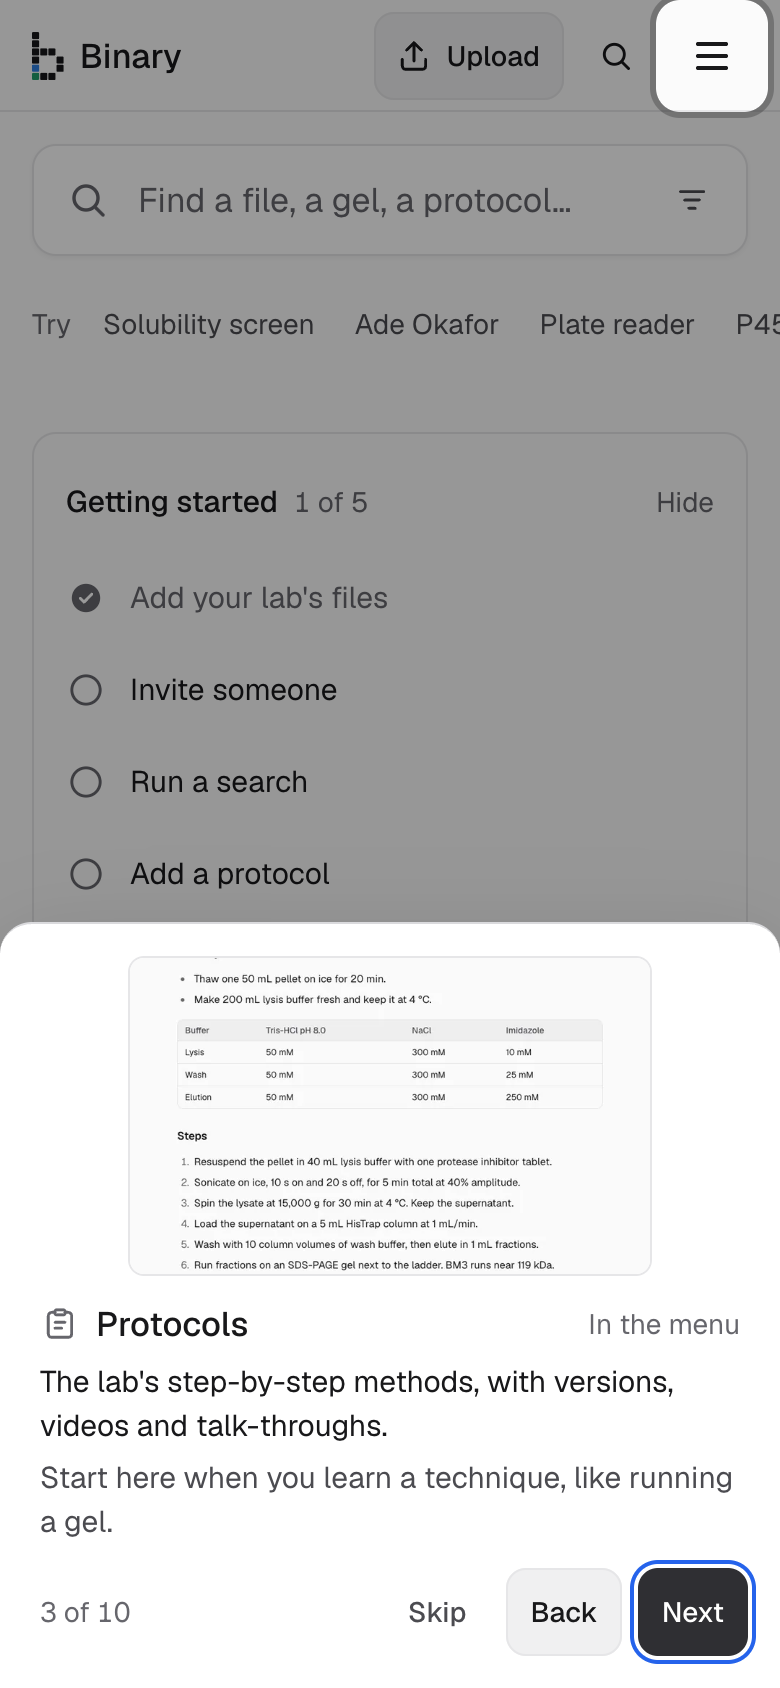 Binary
Upload
Find a file, a gel, a protocol...
Try Solubility screen Ade Okafor Plate reader P45
Getting started 1 of 5 Hide
Add your lab's files
Invite someone
Run a search
Add a protocol
Thaw one 50 mL pellet on ice for 20 min.
Make 200 mL lysis buffer fresh and keep it at 4 °C.
Buffer Tris-HCl pH 8.0 NaCl Imidazole
Lysis 50 mM 300 mM 10 mM
Wash 50 mM 300 mM 25 mM
Elution 50 mM 300 mM 250 mM
Steps
1. Resuspend the pellet in 40 mL lysis buffer with one protease inhibitor tablet.
2. Sonicate on ice, 10 s on and 20 s off, for 5 min total at 40% amplitude.
3. Spin the lysate at 15,000 g for 30 min at 4 °C. Keep the supernatant.
4. Load the supernatant on a 5 mL HisTrap column at 1 mL/min.
5. Wash with 10 column volumes of wash buffer, then elute in 1 mL fractions.
6. Run fractions on an SDS-PAGE gel next to the ladder. BM3 runs near 119 kDa.
Protocols In the menu
The lab's step-by-step methods, with versions,
videos and talk-throughs.
Start here when you learn a technique, like running
a gel.
3 of 10 Skip Back Next